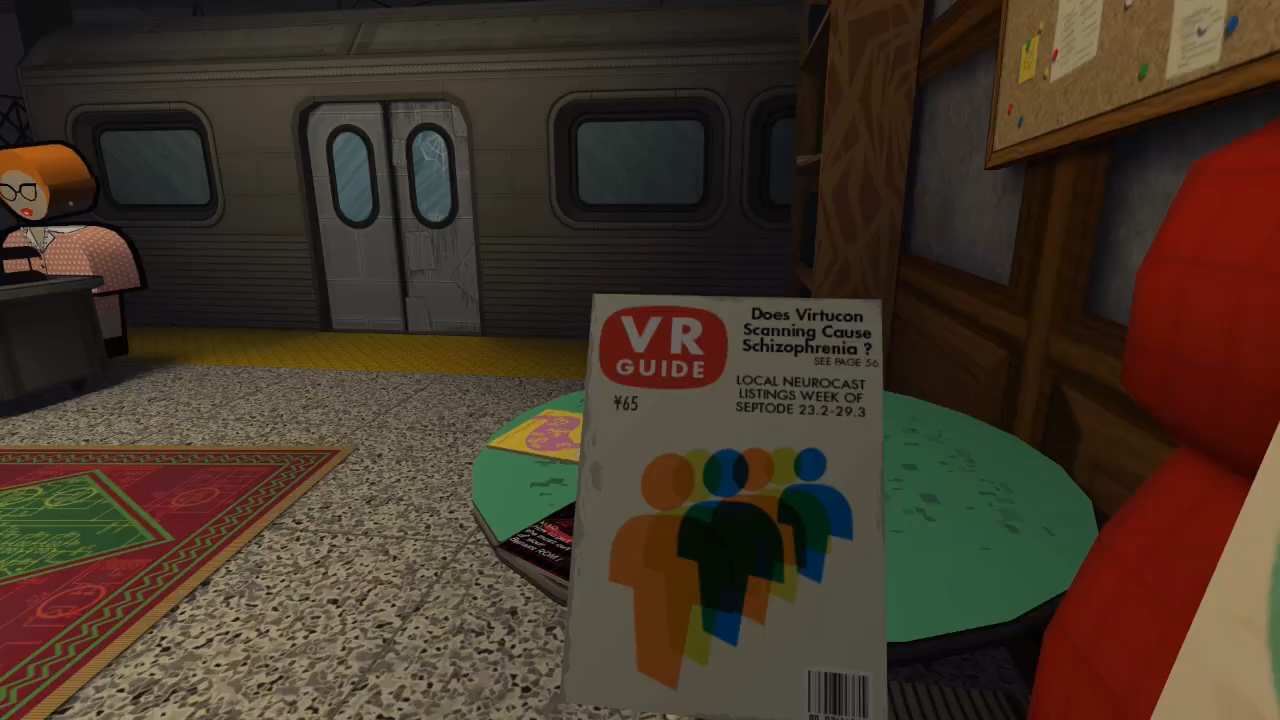 VR
GUIDE
¥65
Does Virtucon
Scanning Cause
Schizophrenia ?
SEE PAGE 56
LOCAL NEUROCAST
LISTINGS WEEK OF
SEPTODE 23.2-29.3
ALSO